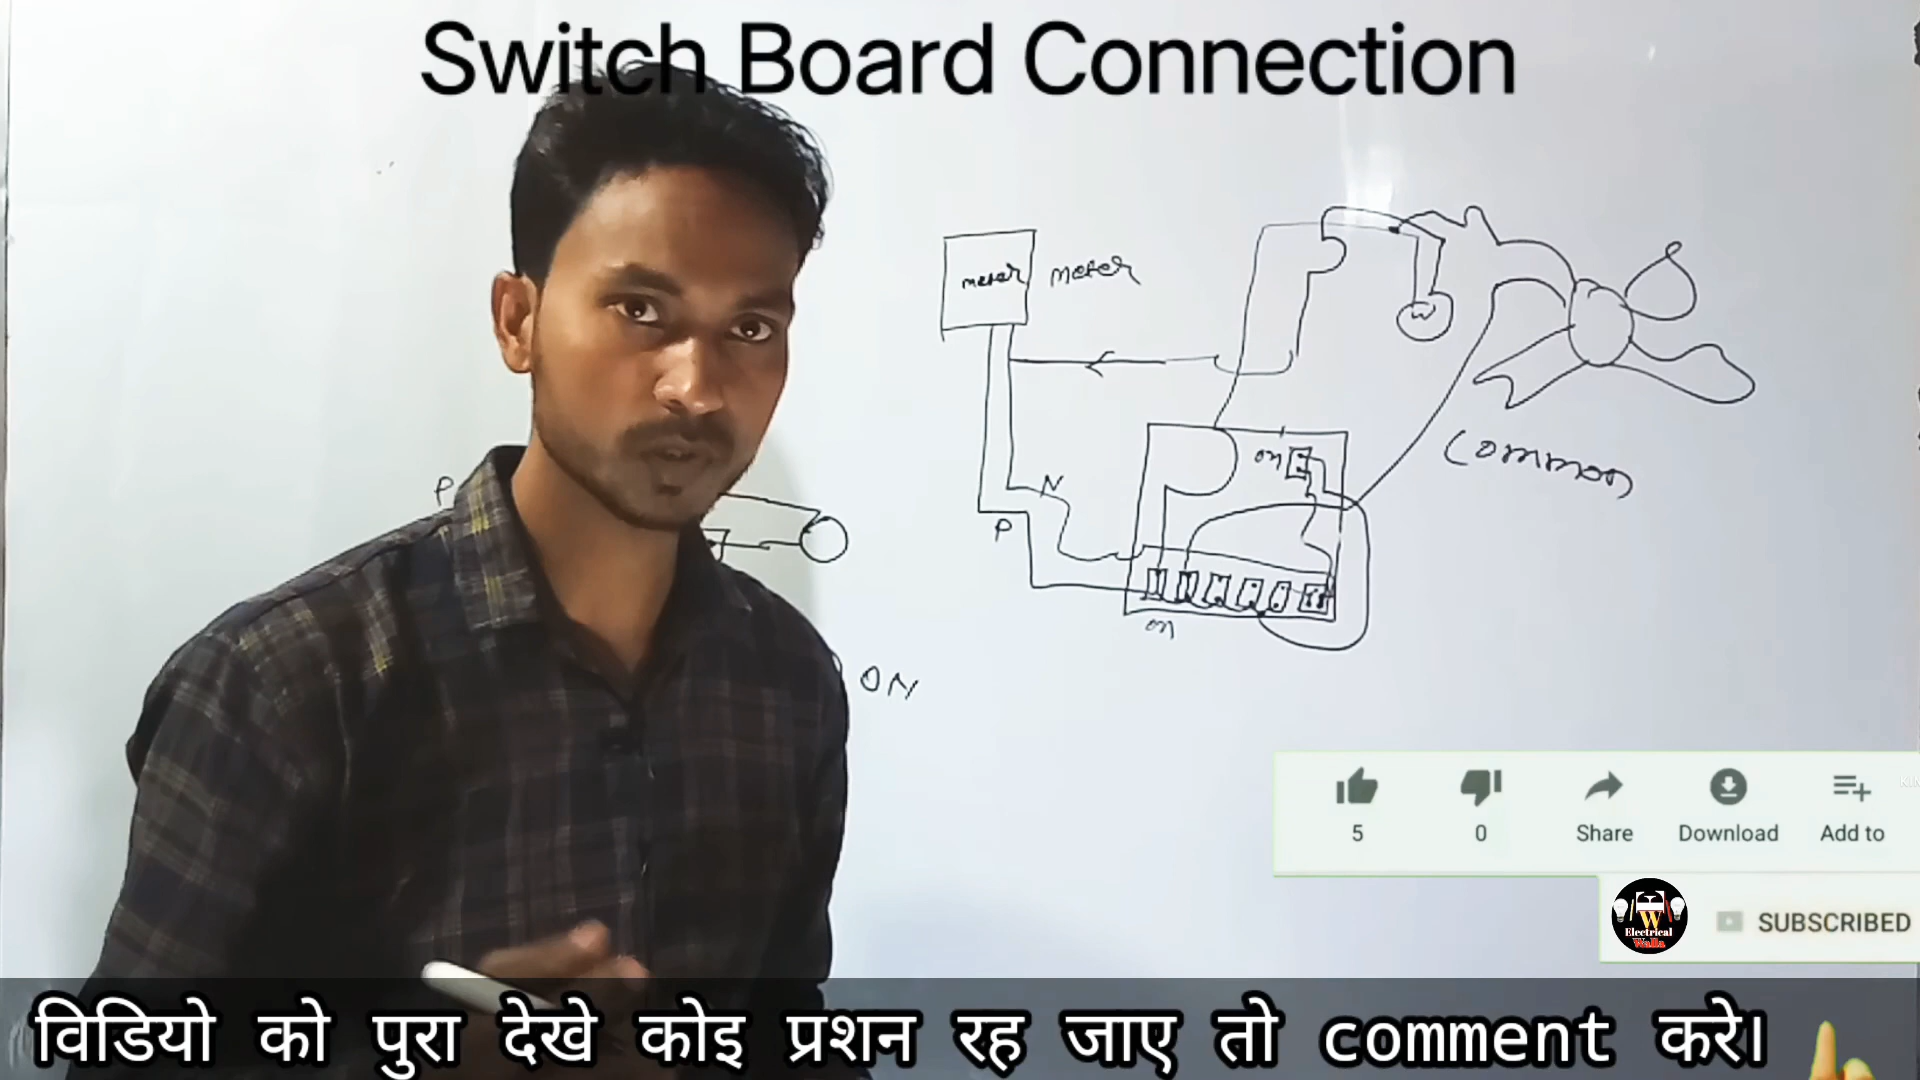 Switch Board Connection
meter
meter
N
P
on
Common
on
P
ON
5
0
Share
Download
Add to
W
Electrical
Walla
SUBSCRIBED
विडियो को पुरा देखे कोइ प्रशन रह जाए तो comment करे।